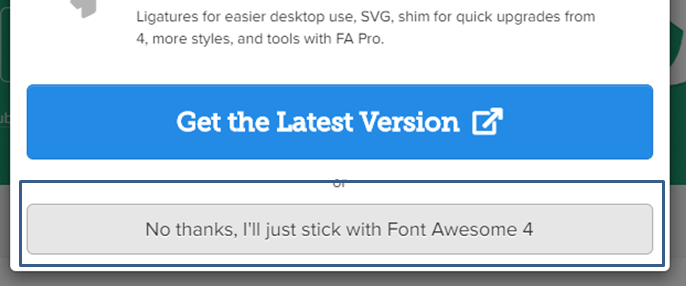 Ligatures for easier desktop use, SVG, shim for quick upgrades from
4, more styles, and tools with FA Pro.
Get the Latest Version
or
No thanks, I'll just stick with Font Awesome 4